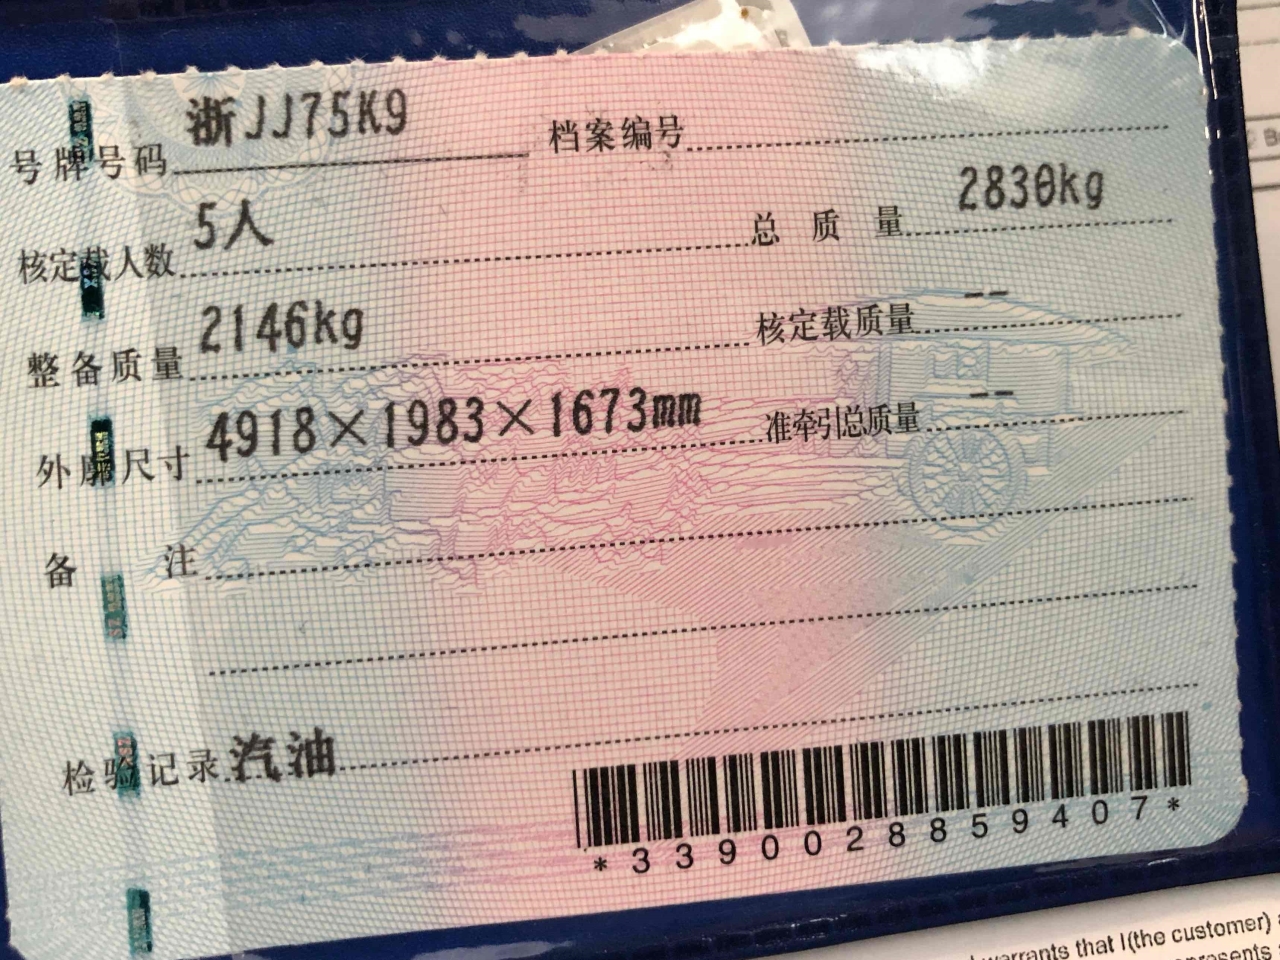 号牌号码 浙JJ75K9 档案编号
核定载人数 5人 总质量 2830kg
整备质量 2146kg 核定载质量 --
外廓尺寸 4918×1983×1673mm 准牵引总质量 --
备注
检验记录 汽油
*3390028859407*
warrants that I(the customer) a
presents